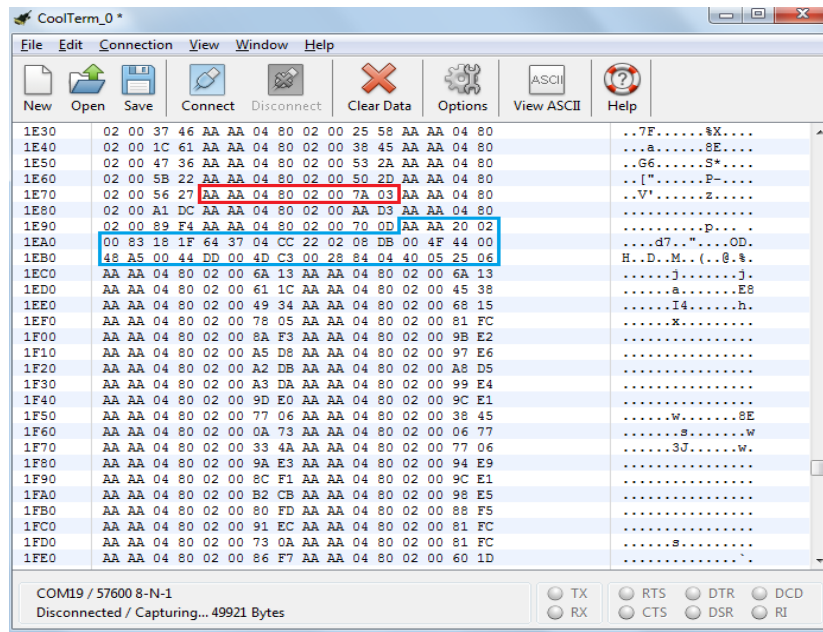 CoolTerm_0 *
File Edit Connection View Window Help
New Open Save Connect Disconnect Clear Data Options View ASCII Help
ASCII
1E30 02 00 37 46 AA AA 04 80 02 00 25 58 AA AA 04 80 ..7F......%X....
1E40 02 00 1C 61 AA AA 04 80 02 00 38 45 AA AA 04 80 ...a......8E....
1E50 02 00 47 36 AA AA 04 80 02 00 53 2A AA AA 04 80 ..G6......S*....
1E60 02 00 5B 22 AA AA 04 80 02 00 50 2D AA AA 04 80 ..["......P-....
1E70 02 00 56 27 AA AA 04 80 02 00 7A 03 AA AA 04 80 ..V'......z.....
1E80 02 00 A1 DC AA AA 04 80 02 00 AA D3 AA AA 04 80 ................
1E90 02 00 89 F4 AA AA 04 80 02 00 70 0D AA AA 20 02 ..........p... .
1EA0 00 83 18 1F 64 37 04 CC 22 02 08 DB 00 4F 44 00 ....d7.."....OD.
1EB0 48 A5 00 44 DD 00 4D C3 00 28 84 04 40 05 25 06 H..D..M..(..@.%.
1EC0 AA AA 04 80 02 00 6A 13 AA AA 04 80 02 00 6A 13 ......j.......j.
1ED0 AA AA 04 80 02 00 61 1C AA AA 04 80 02 00 45 38 ......a.......E8
1EE0 AA AA 04 80 02 00 49 34 AA AA 04 80 02 00 68 15 ......I4......h.
1EF0 AA AA 04 80 02 00 78 05 AA AA 04 80 02 00 81 FC ......x.........
1F00 AA AA 04 80 02 00 8A F3 AA AA 04 80 02 00 9B E2 ................
1F10 AA AA 04 80 02 00 A5 D8 AA AA 04 80 02 00 97 E6 ................
1F20 AA AA 04 80 02 00 A2 DB AA AA 04 80 02 00 A8 D5 ................
1F30 AA AA 04 80 02 00 A3 DA AA AA 04 80 02 00 99 E4 ................
1F40 AA AA 04 80 02 00 9D E0 AA AA 04 80 02 00 9C E1 ................
1F50 AA AA 04 80 02 00 77 06 AA AA 04 80 02 00 38 45 ......w.......8E
1F60 AA AA 04 80 02 00 0A 73 AA AA 04 80 02 00 06 77 .......s.......w
1F70 AA AA 04 80 02 00 33 4A AA AA 04 80 02 00 77 06 ......3J......w.
1F80 AA AA 04 80 02 00 9A E3 AA AA 04 80 02 00 94 E9 ................
1F90 AA AA 04 80 02 00 8C F1 AA AA 04 80 02 00 9C E1 ................
1FA0 AA AA 04 80 02 00 B2 CB AA AA 04 80 02 00 98 E5 ................
1FB0 AA AA 04 80 02 00 80 FD AA AA 04 80 02 00 88 F5 ................
1FC0 AA AA 04 80 02 00 91 EC AA AA 04 80 02 00 81 FC ................
1FD0 AA AA 04 80 02 00 73 0A AA AA 04 80 02 00 81 FC ......s.........
1FE0 AA AA 04 80 02 00 86 F7 AA AA 04 80 02 00 60 1D ..............`.
COM19 / 57600 8-N-1
Disconnected / Capturing... 49921 Bytes
TX RTS DTR DCD
RX CTS DSR RI